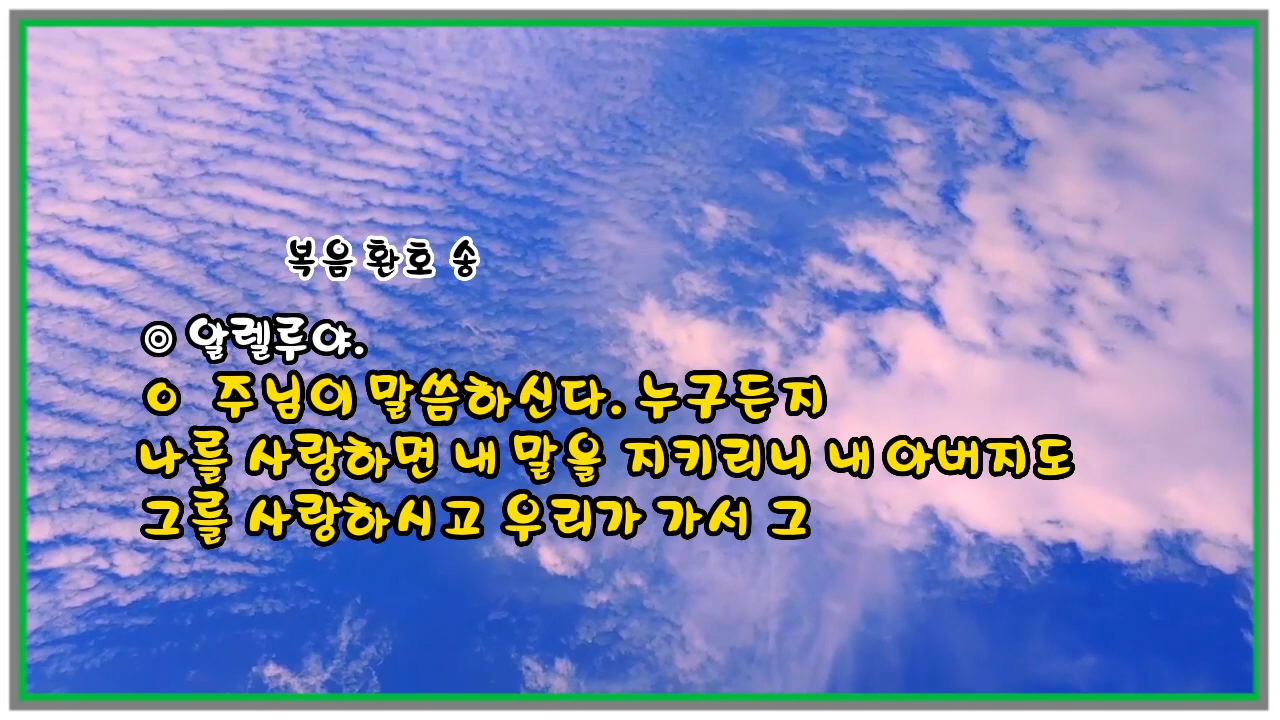 복음 환호 송
◎ 알렐루야.
○ 주님이 말씀하신다. 누구든지
나를 사랑하면 내 말을 지키리니 내 아버지도
그를 사랑하시고 우리가 가서 그